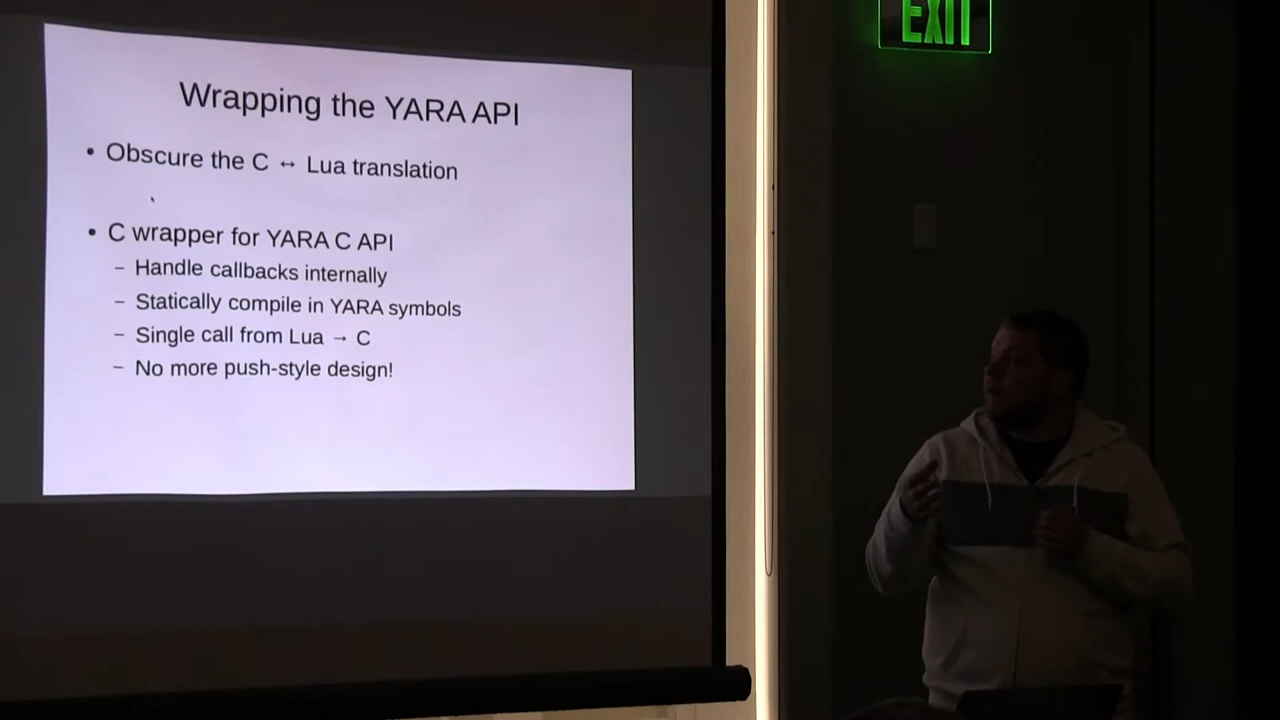 EXIT
Wrapping the YARA API
• Obscure the C ↔ Lua translation
• C wrapper for YARA C API
– Handle callbacks internally
– Statically compile in YARA symbols
– Single call from Lua → C
– No more push-style design!